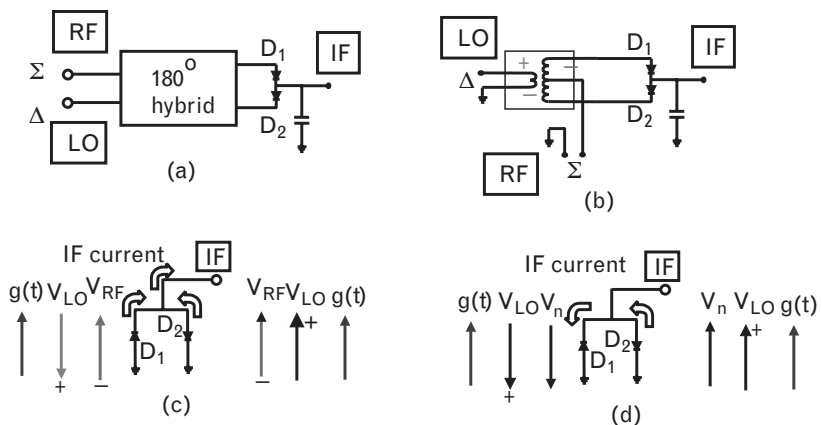 RF
Σ
180° hybrid
Δ
LO
D1
D2
IF
(a)
LO
+
−
−
Δ
D1
D2
IF
RF
Σ
(b)
IF current
IF
g(t) VLO VRF
D2
D1
+
−
VRF VLO g(t)
+
−
(c)
IF current
IF
g(t) VLO Vn
D2
D1
+
Vn VLO g(t)
+
(d)